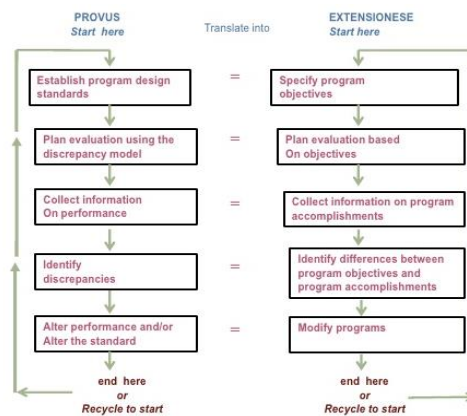 PROVUS
Start here
Translate into
EXTENSIONESE
Start here
Establish program design
standards
=
Specify program
objectives
Plan evaluation using the
discrepancy model
=
Plan evaluation based
On objectives
Collect information
On performance
=
Collect information on program
accomplishments
Identify
discrepancies
=
Identify differences between
program objectives and
program accomplishments
Alter performance and/or
Alter the standard
=
Modify programs
end here
or
Recycle to start
end here
or
Recycle to start